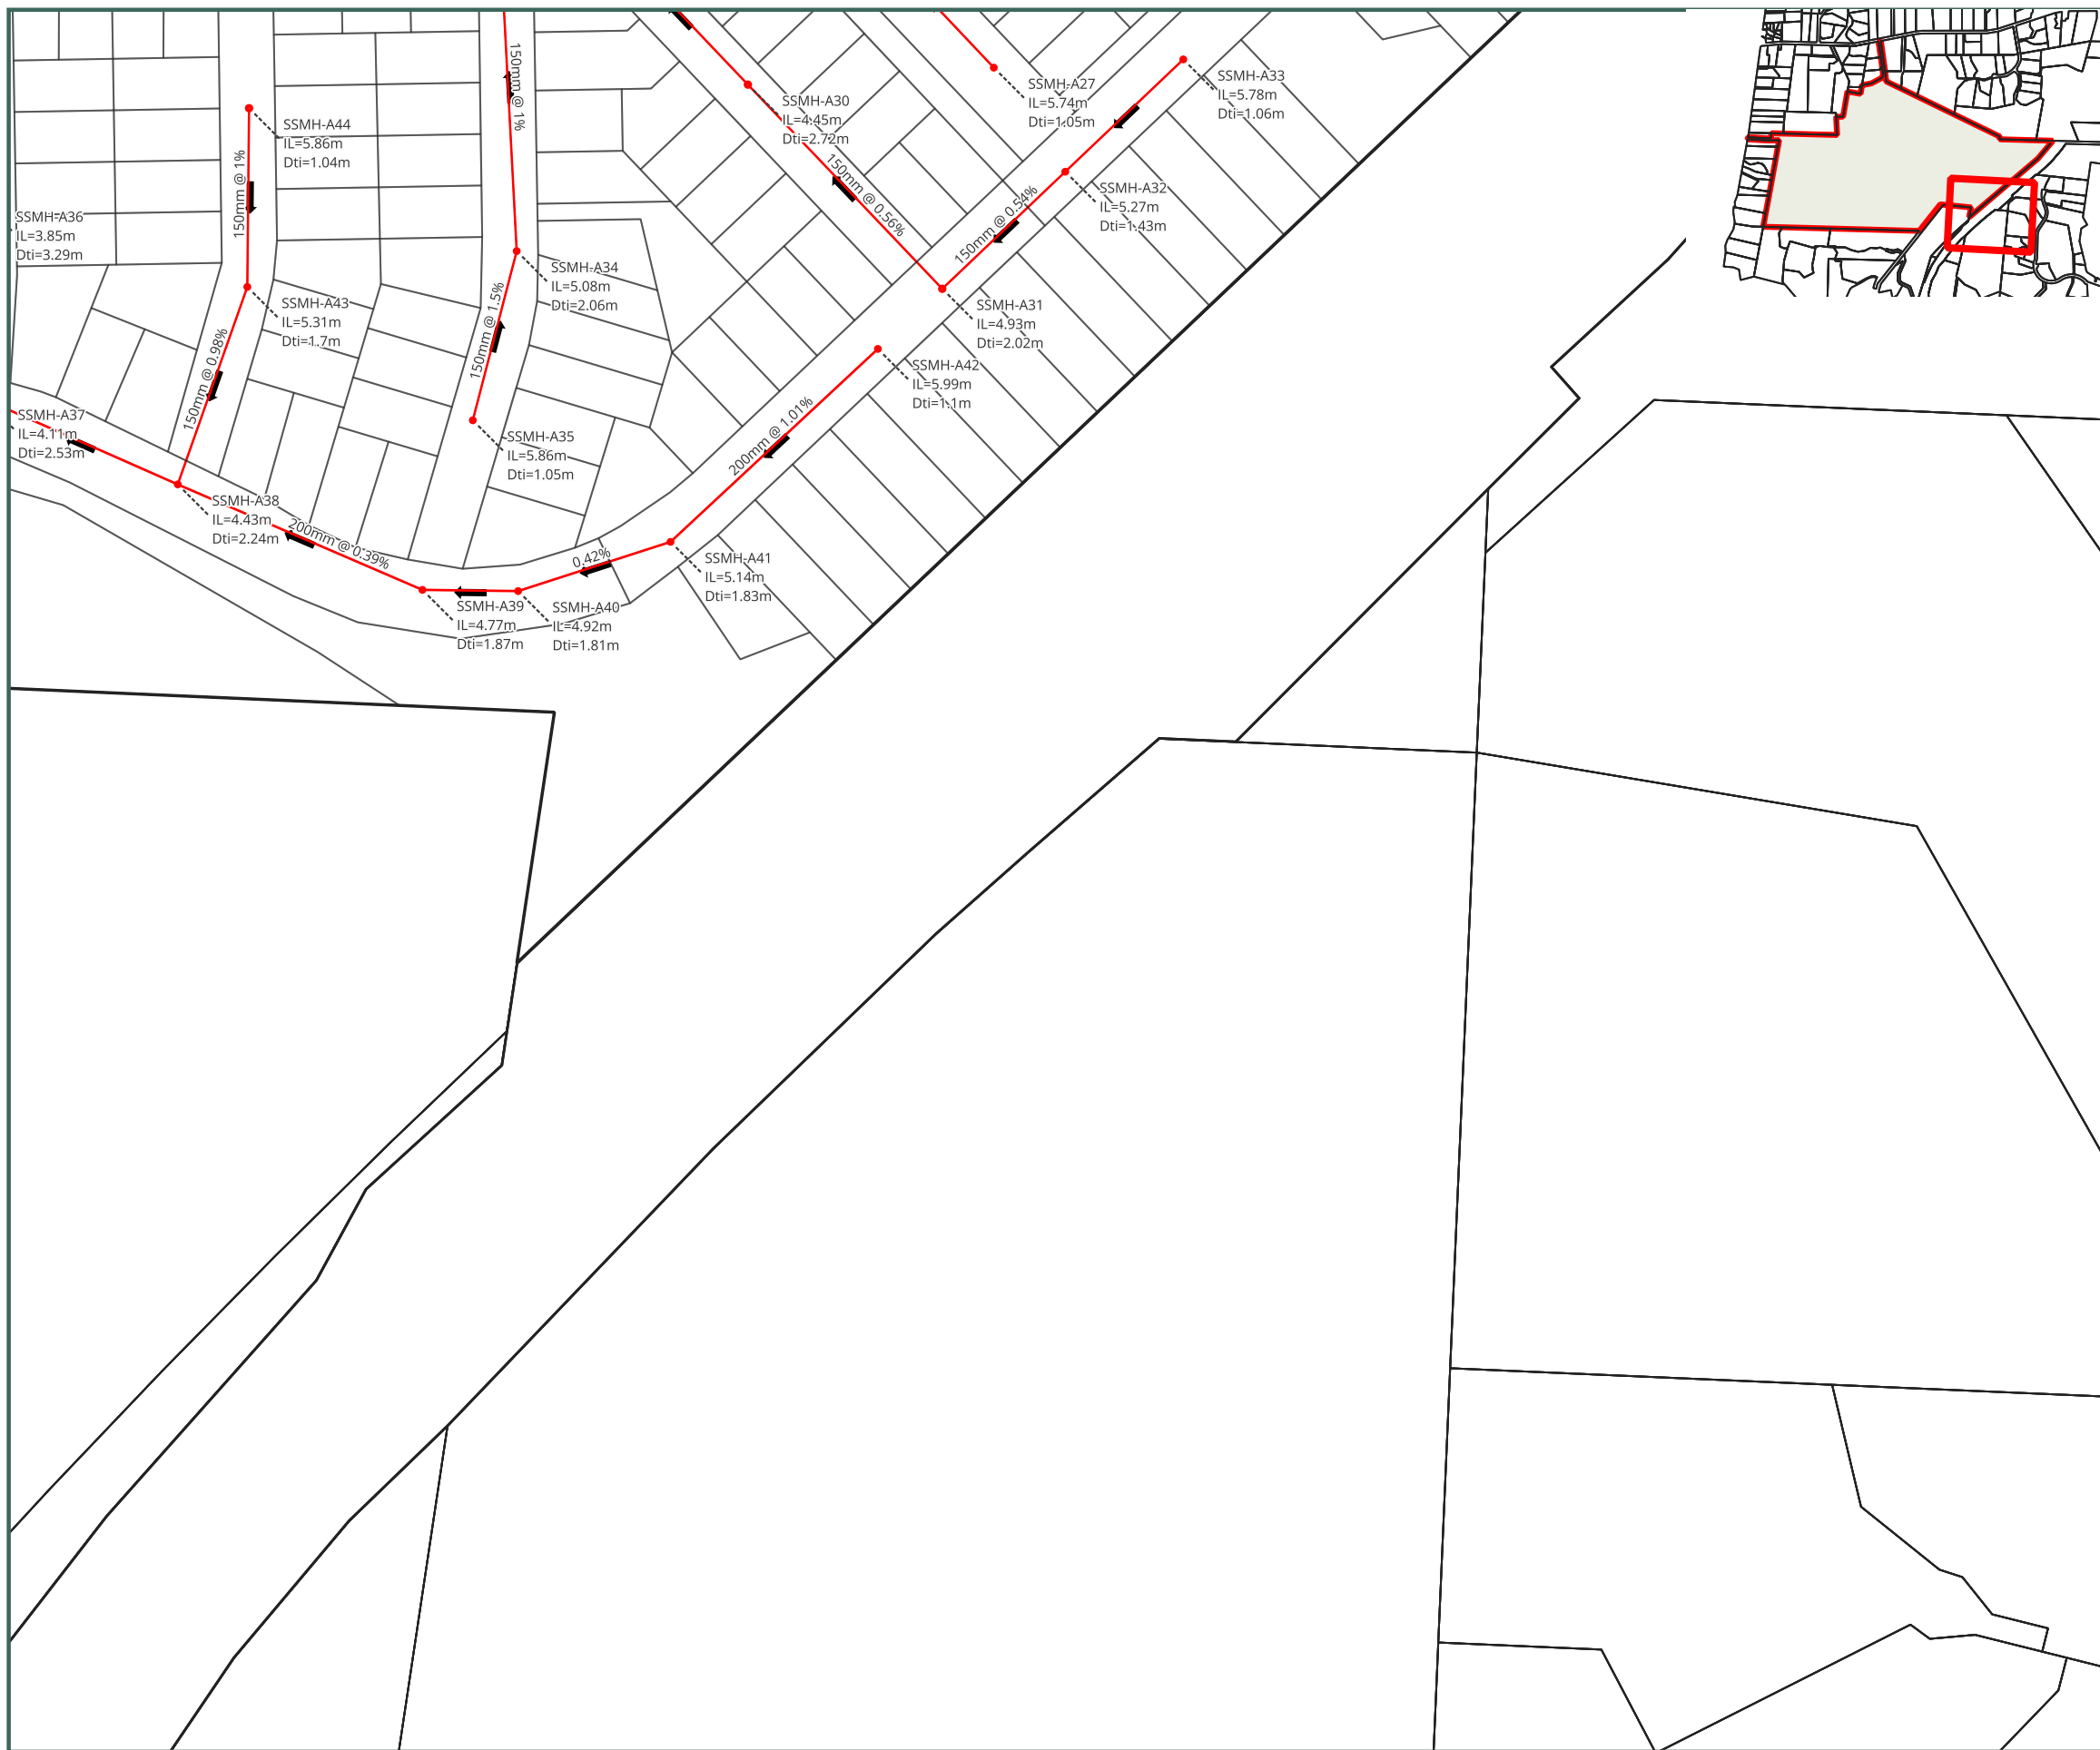 SSMH-A44
IL=5.86m
Dti=1.04m
150mm @ 1%
SSMH-A36
IL=3.85m
Dti=3.29m
SSMH-A43
IL=5.31m
Dti=1.7m
150mm @ 0.98%
SSMH-A37
IL=4.11m
Dti=2.53m
SSMH-A38
IL=4.43m
Dti=2.24m
200mm @ 0.39%
SSMH-A39
IL=4.77m
Dti=1.87m
SSMH-A40
IL=4.92m
Dti=1.81m
0.42%
150mm @ 1%
SSMH-A34
IL=5.08m
Dti=2.06m
150mm @ 1.5%
SSMH-A35
IL=5.86m
Dti=1.05m
SSMH-A41
IL=5.14m
Dti=1.83m
200mm @ 1.01%
SSMH-A42
IL=5.99m
Dti=1.1m
SSMH-A30
IL=4.45m
Dti=2.72m
150mm @ 0.56%
SSMH-A27
IL=5.74m
Dti=1.05m
SSMH-A33
IL=5.78m
Dti=1.06m
SSMH-A32
IL=5.27m
Dti=1.43m
150mm @ 0.54%
SSMH-A31
IL=4.93m
Dti=2.02m